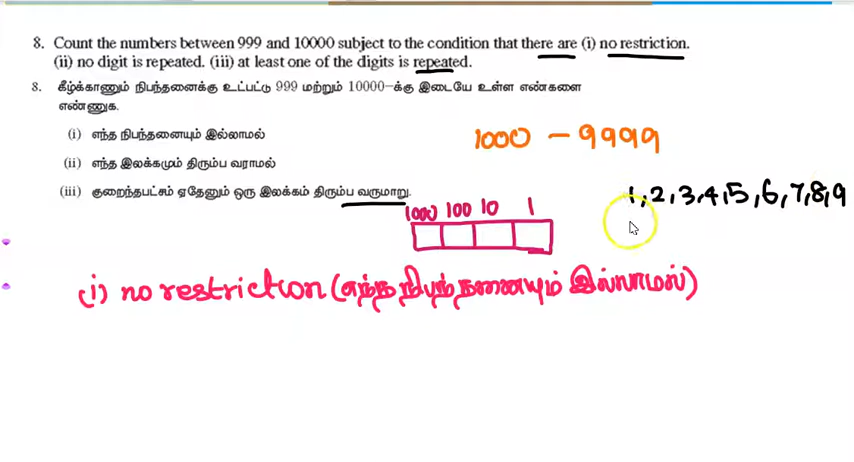 8. Count the numbers between 999 and 10000 subject to the condition that there are (i) no restriction.
(ii) no digit is repeated. (iii) at least one of the digits is repeated.
8. கீழ்க்காணும் நிபந்தனைக்கு உட்பட்டு 999 மற்றும் 10000-க்கு இடையே உள்ள எண்களை
எண்ணுக.
(i) எந்த நிபந்தனையும் இல்லாமல்
(ii) எந்த இலக்கமும் திரும்ப வராமல்
(iii) குறைந்தபட்சம் ஏதேனும் ஒரு இலக்கம் திரும்ப வருமாறு.
1000 - 9999
1,2,3,4,5,6,7,8,9
1000 100 10 1
(i) no restriction (எந்த நிபந்தனையும் இல்லாமல்)